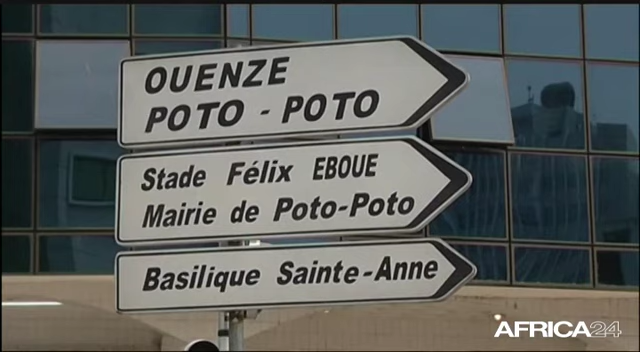 OUENZE
POTO - POTO
Stade Félix EBOUE
Mairie de Poto-Poto
Basilique Sainte-Anne
AFRICA24